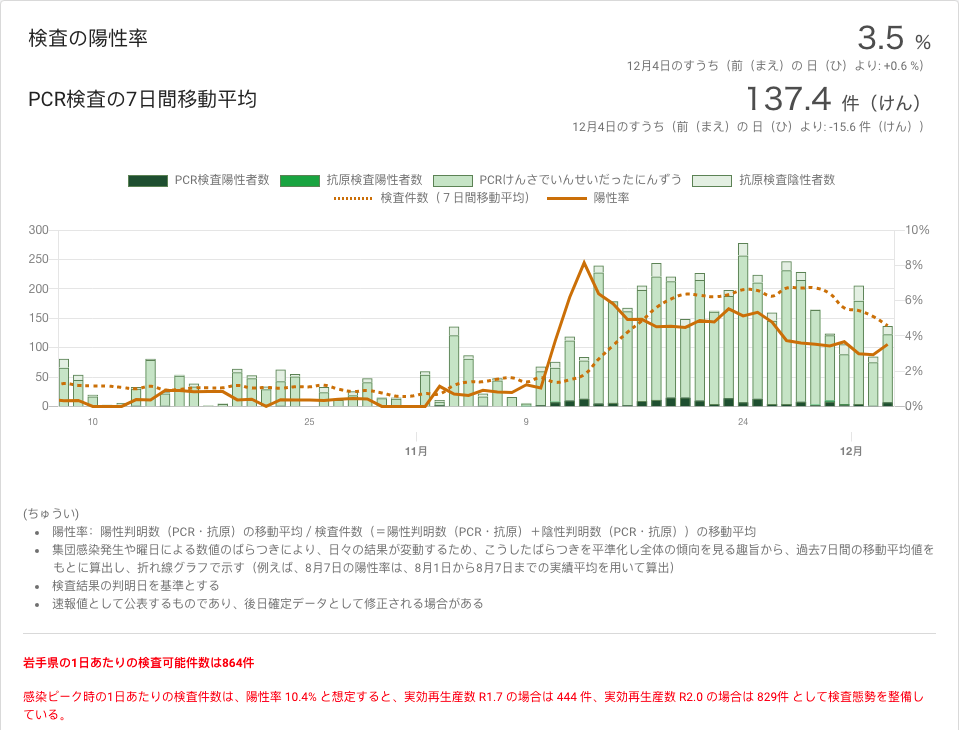 検査の陽性率
3.5 %
12月4日のすうち（前（まえ）の 日（ひ）より: +0.6 %）
PCR検査の7日間移動平均
137.4 件（けん）
12月4日のすうち（前（まえ）の 日（ひ）より: -15.6 件（けん））
PCR検査陽性者数 抗原検査陽性者数 PCRけんさでいんせいだったにんずう 抗原検査陰性者数
検査件数（７日間移動平均） 陽性率
300 10%
250 8%
200 6%
150 4%
100 2%
50 0%
0
10 25 9 24
11月 12月
(ちゅうい)
• 陽性率：陽性判明数（PCR・抗原）の移動平均 / 検査件数（＝陽性判明数（PCR・抗原）＋陰性判明数（PCR・抗原））の移動平均
• 集団感染発生や曜日による数値のばらつきにより、日々の結果が変動するため、こうしたばらつきを平準化し全体の傾向を見る趣旨から、過去7日間の移動平均値を
もとに算出し、折れ線グラフで示す（例えば、8月7日の陽性率は、8月1日から8月7日までの実績平均を用いて算出）
• 検査結果の判明日を基準とする
• 速報値として公表するものであり、後日確定データとして修正される場合がある
岩手県の1日あたりの検査可能件数は864件
感染ピーク時の1日あたりの検査件数は、陽性率 10.4% と想定すると、実効再生産数 R1.7 の場合は 444 件、実効再生産数 R2.0 の場合は 829件 として検査態勢を整備し
ている。